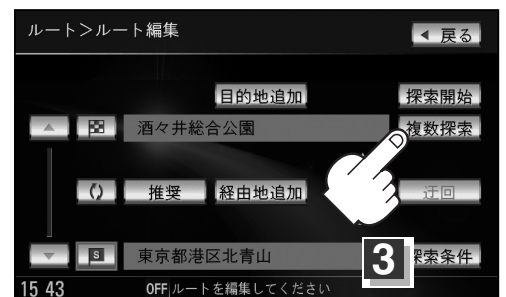 ルート＞ルート編集
◀ 戻る
目的地追加
探索開始
酒々井総合公園
複数探索
推奨
経由地追加
迂回
S
東京都港区北青山
3
探索条件
15 43
OFF ルートを編集してください